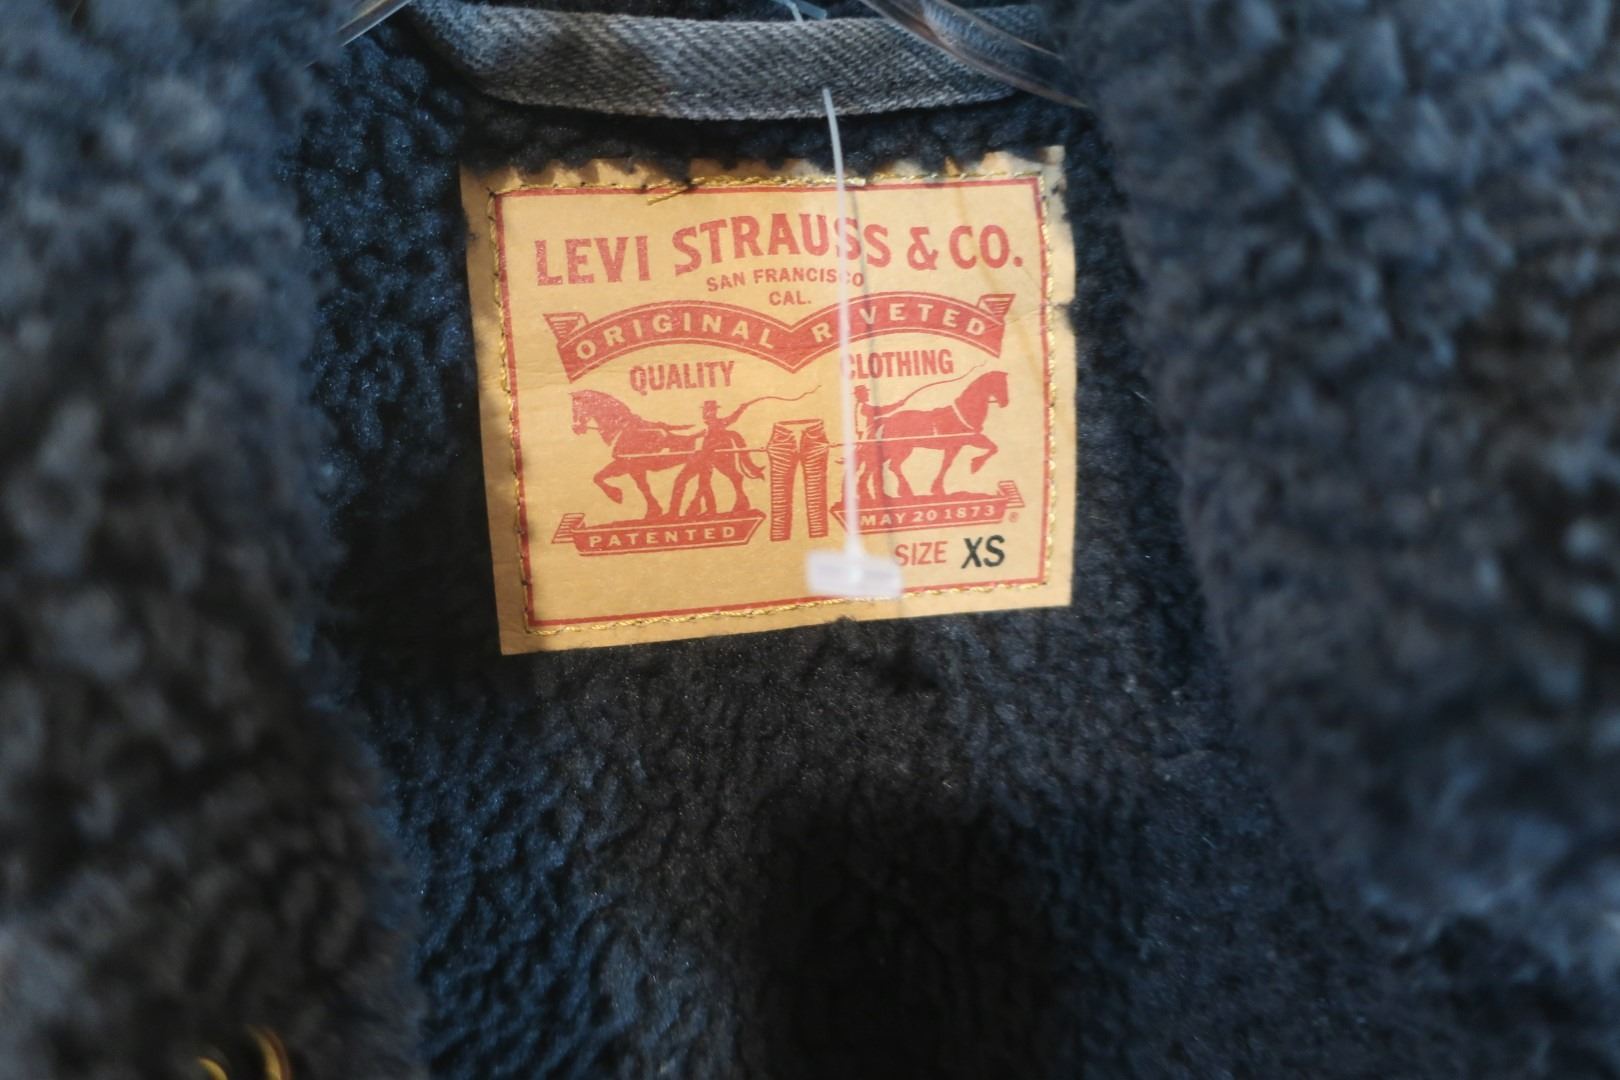 LEVI STRAUSS & CO.
SAN FRANCISCO
CAL.
ORIGINAL RIVETED
QUALITY CLOTHING
PATENTED MAY 20 1873 ®
SIZE XS